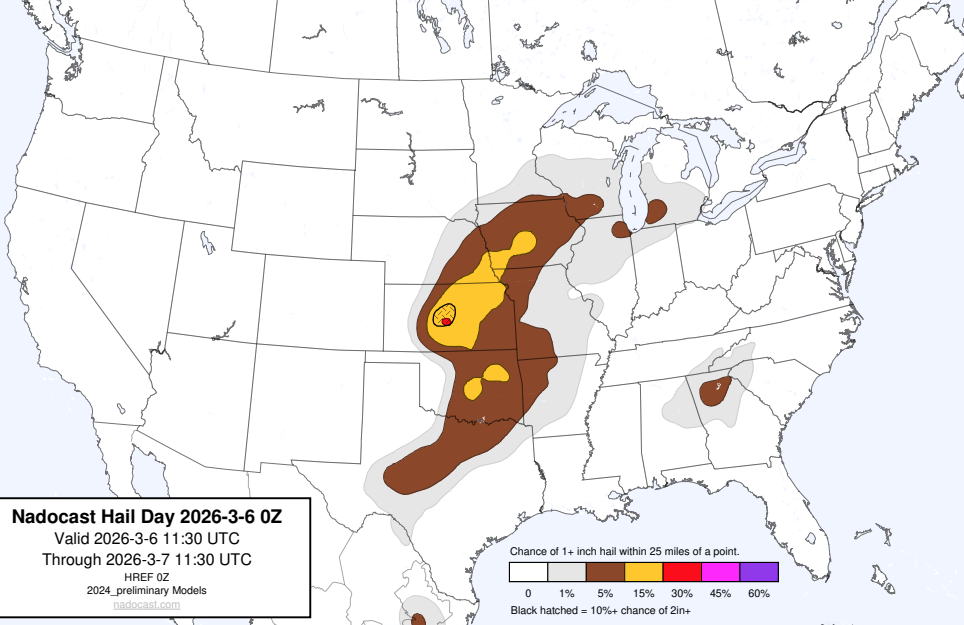 Nadocast Hail Day 2026-3-6 0Z
Valid 2026-3-6 11:30 UTC
Through 2026-3-7 11:30 UTC
HREF 0Z
2024_preliminary Models
nadocast.com
Chance of 1+ inch hail within 25 miles of a point.
0 1% 5% 15% 30% 45% 60%
Black hatched = 10%+ chance of 2in+